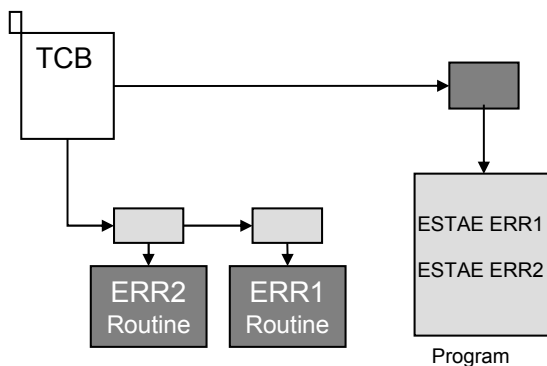 TCB
ESTAE ERR1
ESTAE ERR2
ERR2
Routine
ERR1
Routine
Program